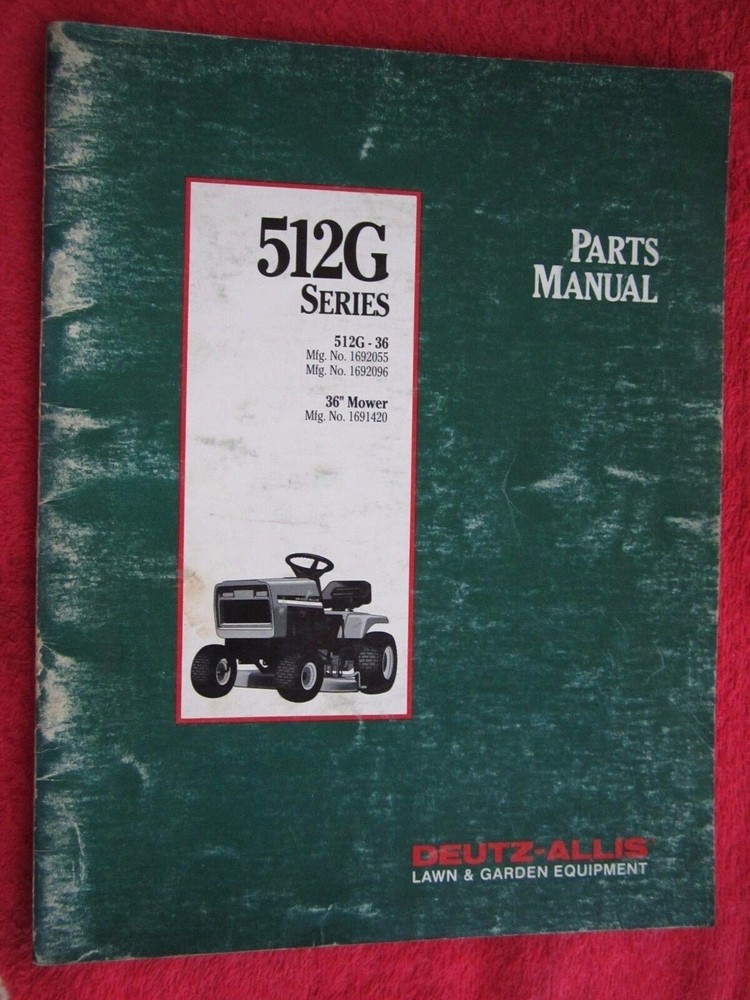 512G
SERIES
512G - 36
Mfg. No. 1692055
Mfg. No. 1692096
36" Mower
Mfg. No. 1691420
PARTS
MANUAL
DEUTZ-ALLIS
LAWN & GARDEN EQUIPMENT